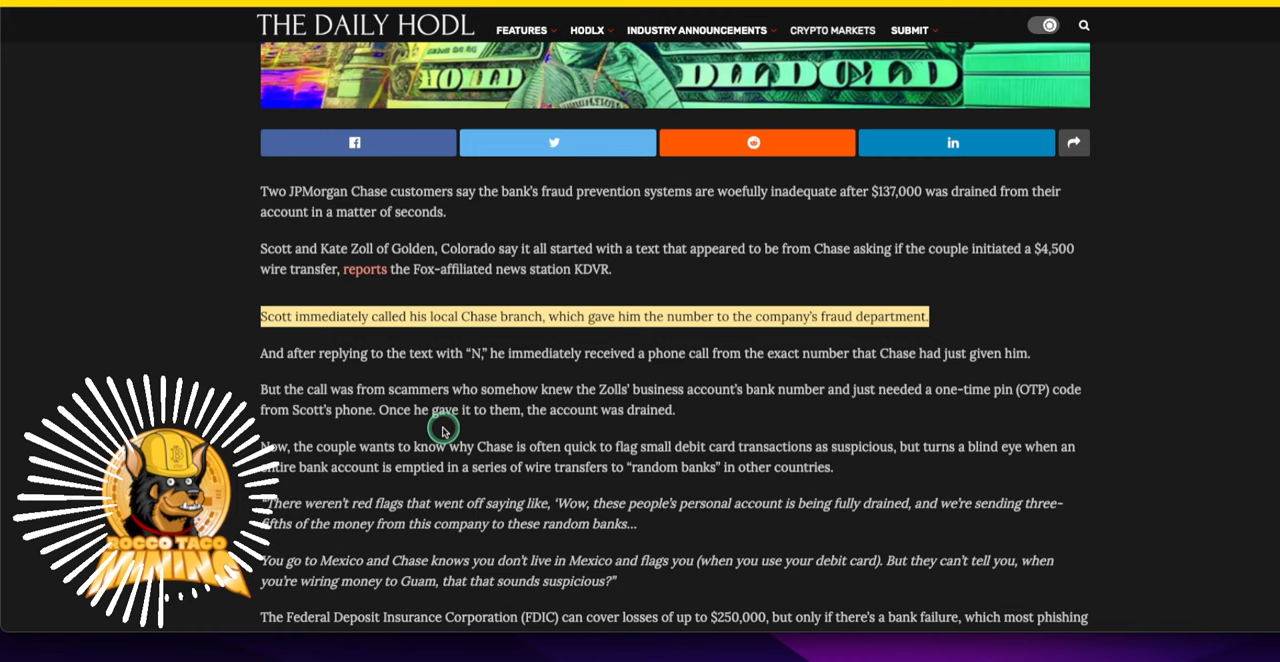 THE DAILY HODL
FEATURES HODLX INDUSTRY ANNOUNCEMENTS CRYPTO MARKETS SUBMIT
Two JPMorgan Chase customers say the bank's fraud prevention systems are woefully inadequate after $137,000 was drained from their
account in a matter of seconds.
Scott and Kate Zoll of Golden, Colorado say it all started with a text that appeared to be from Chase asking if the couple initiated a $4,500
wire transfer, reports the Fox-affiliated news station KDVR.
Scott immediately called his local Chase branch, which gave him the number to the company's fraud department.
And after replying to the text with “N,” he immediately received a phone call from the exact number that Chase had just given him.
But the call was from scammers who somehow knew the Zolls' business account's bank number and just needed a one-time pin (OTP) code
from Scott's phone. Once he gave it to them, the account was drained.
Now, the couple wants to know why Chase is often quick to flag small debit card transactions as suspicious, but turns a blind eye when an
entire bank account is emptied in a series of wire transfers to “random banks” in other countries.
“There weren't red flags that went off saying like, ‘Wow, these people's personal account is being fully drained, and we're sending three-
fifths of the money from this company to these random banks…
You go to Mexico and Chase knows you don't live in Mexico and flags you (when you use your debit card). But they can't tell you, when
you're wiring money to Guam, that that sounds suspicious?”
The Federal Deposit Insurance Corporation (FDIC) can cover losses of up to $250,000, but only if there's a bank failure, which most phishing
ROCCO TACO
MINING